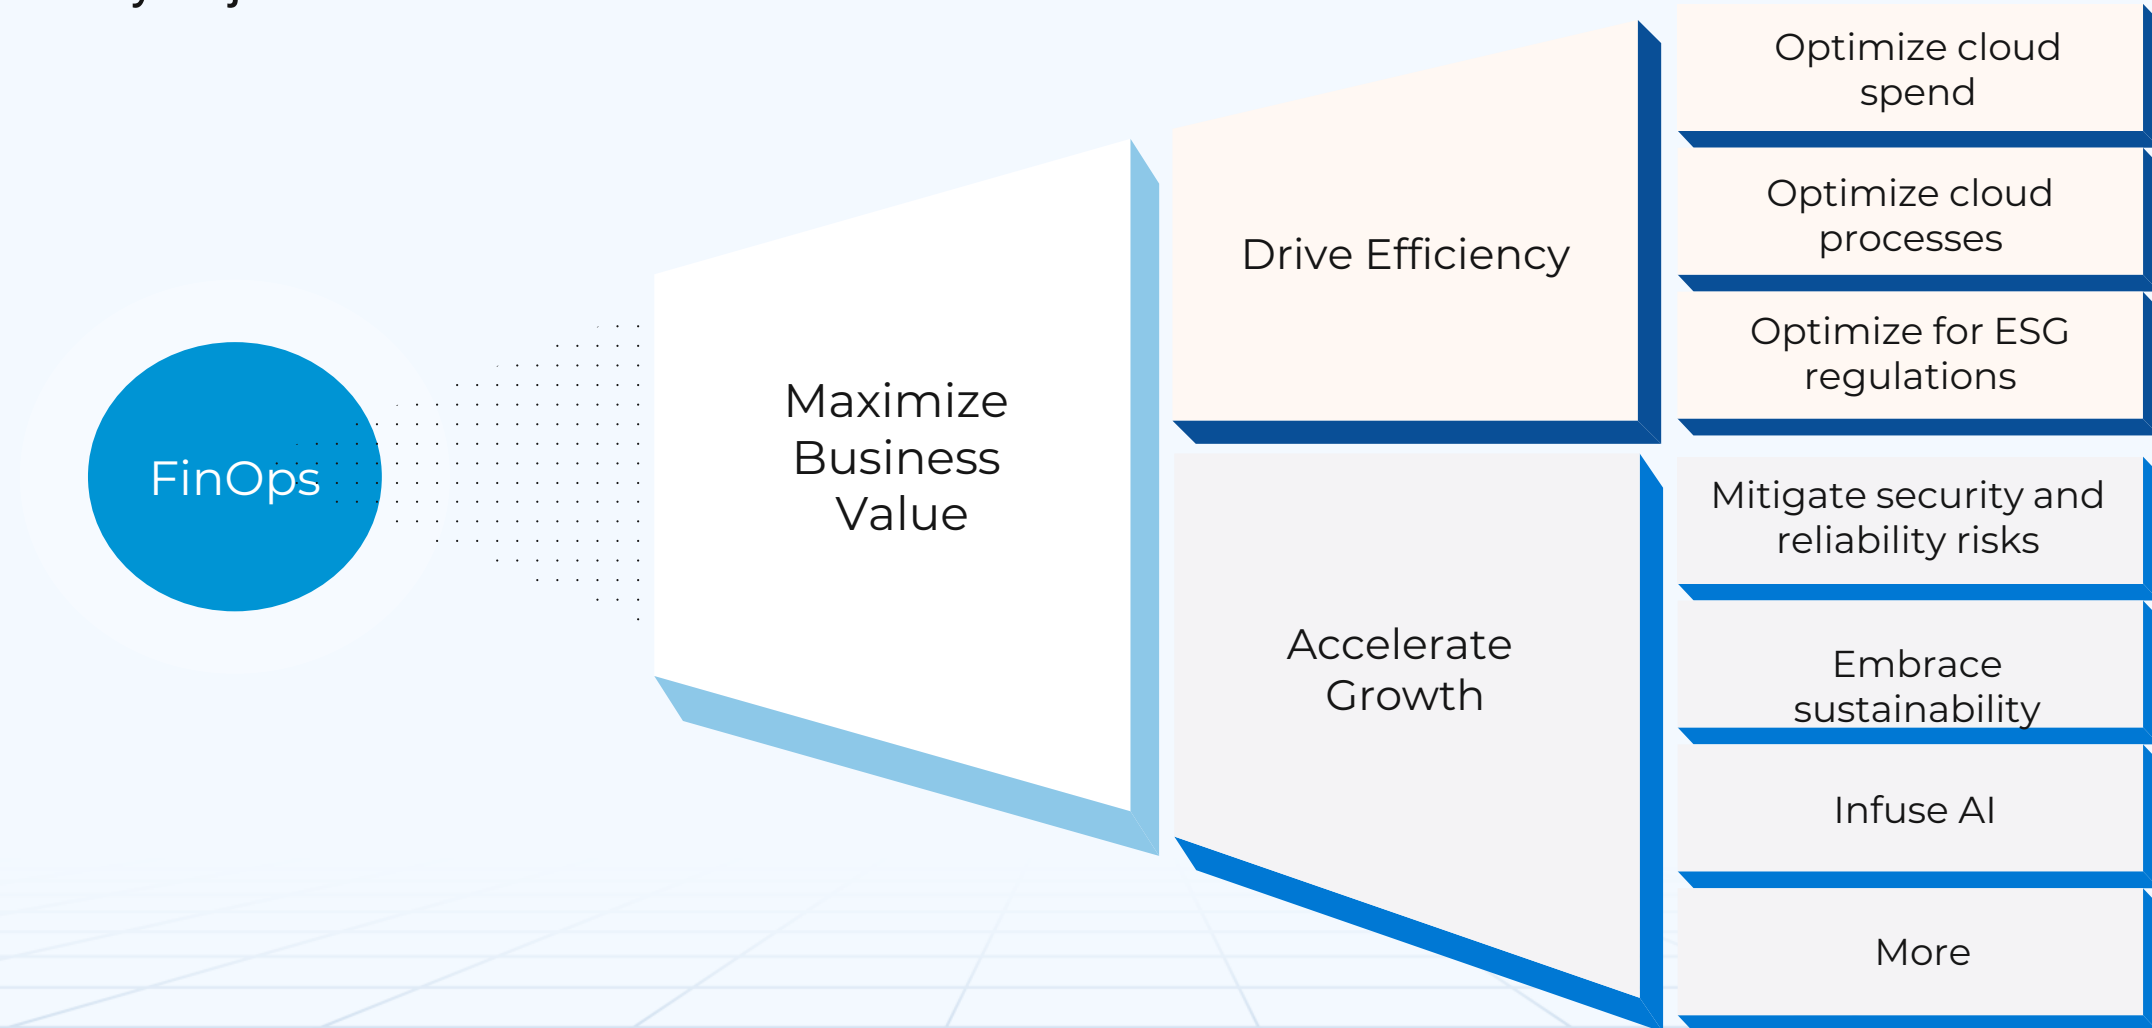 FinOps
Maximize
Business
Value
Drive Efficiency
Accelerate
Growth
Optimize cloud
spend
Optimize cloud
processes
Optimize for ESG
regulations
Mitigate security and
reliability risks
Embrace
sustainability
Infuse AI
More